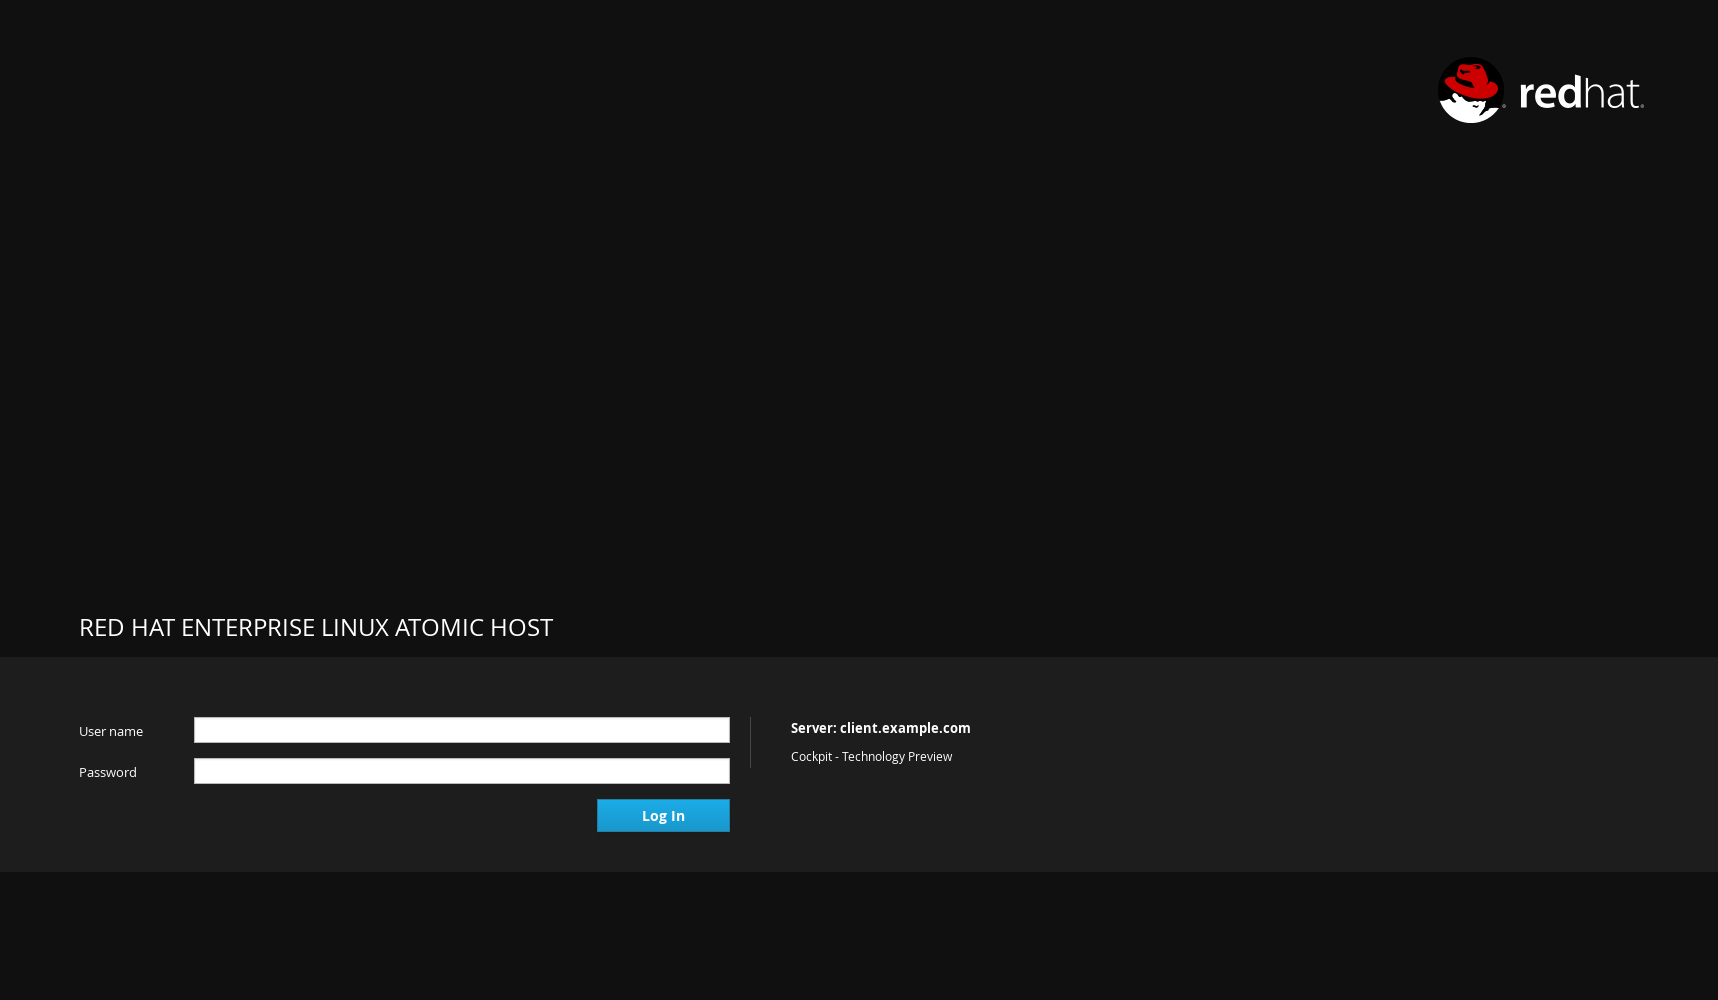 redhat.
RED HAT ENTERPRISE LINUX ATOMIC HOST
User name
Password
Log In
Server: client.example.com
Cockpit - Technology Preview